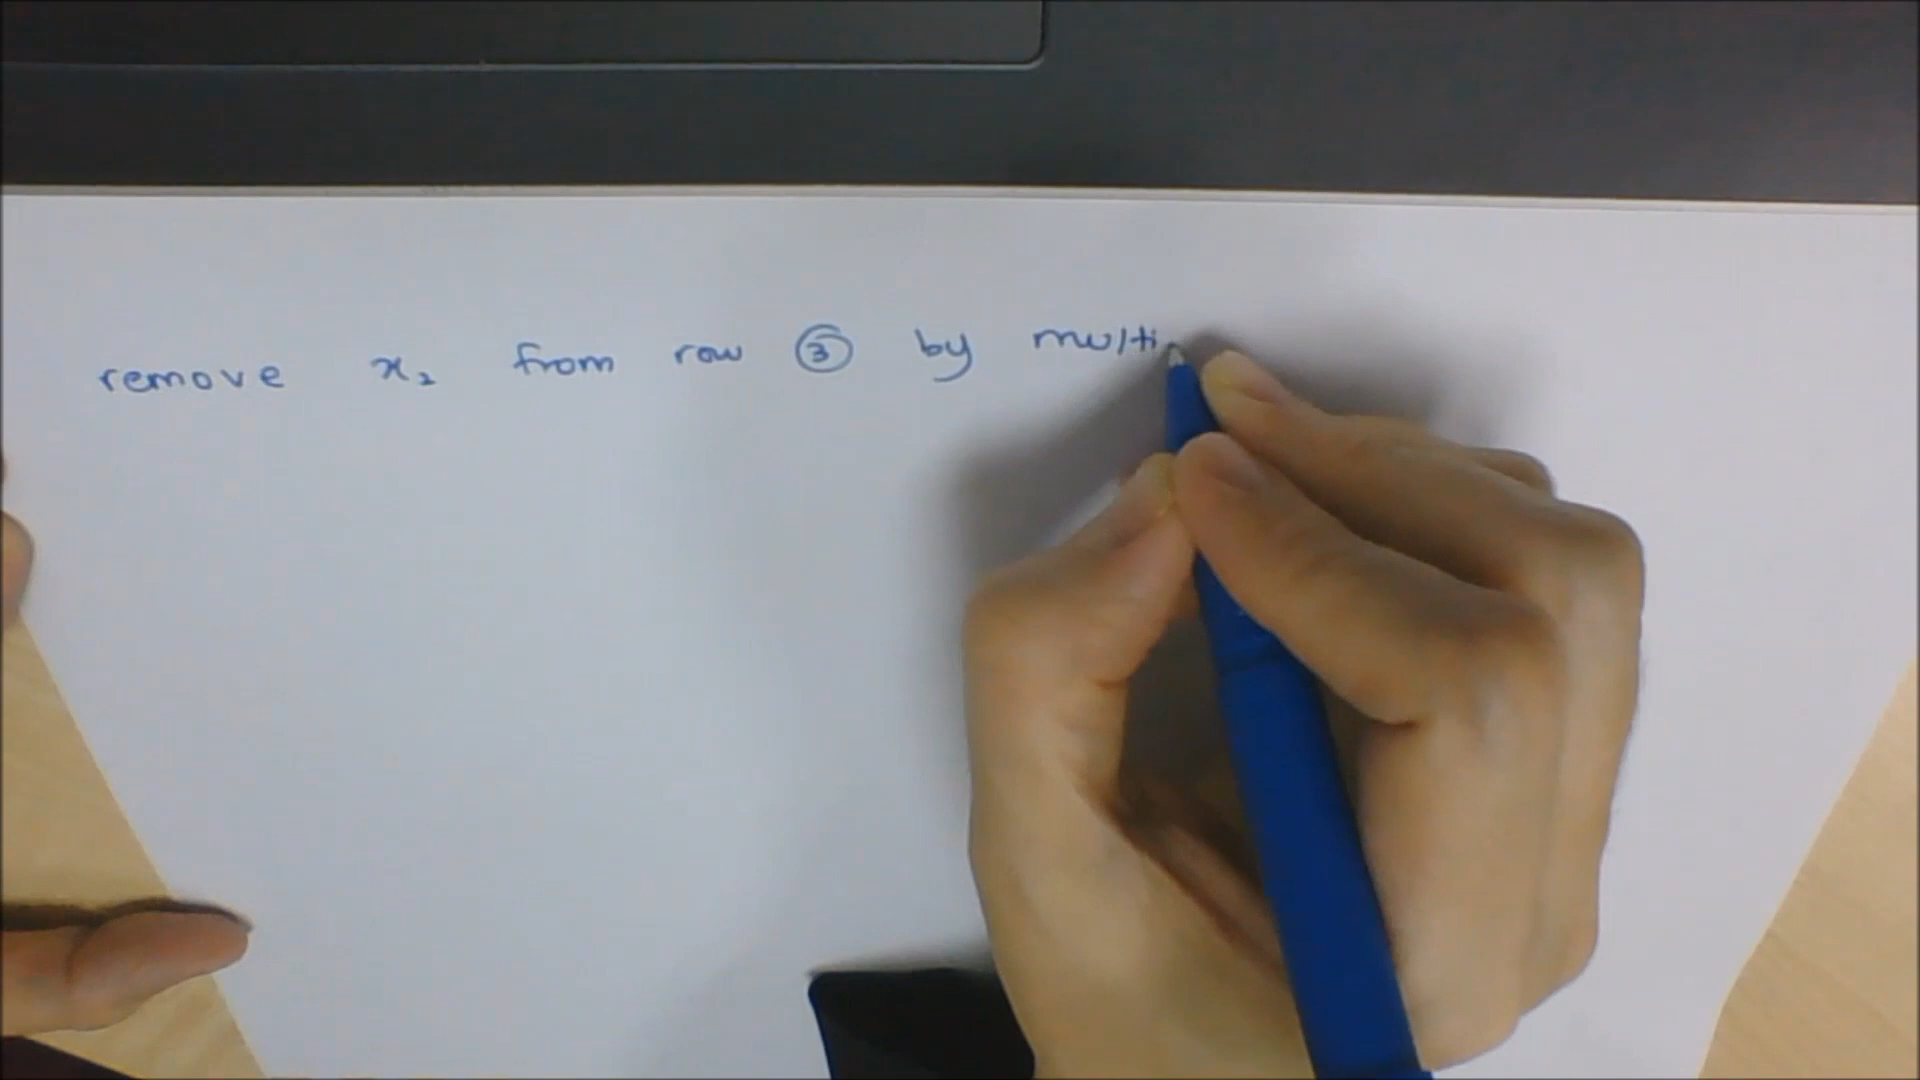 remove x₂ from row ③ by multi